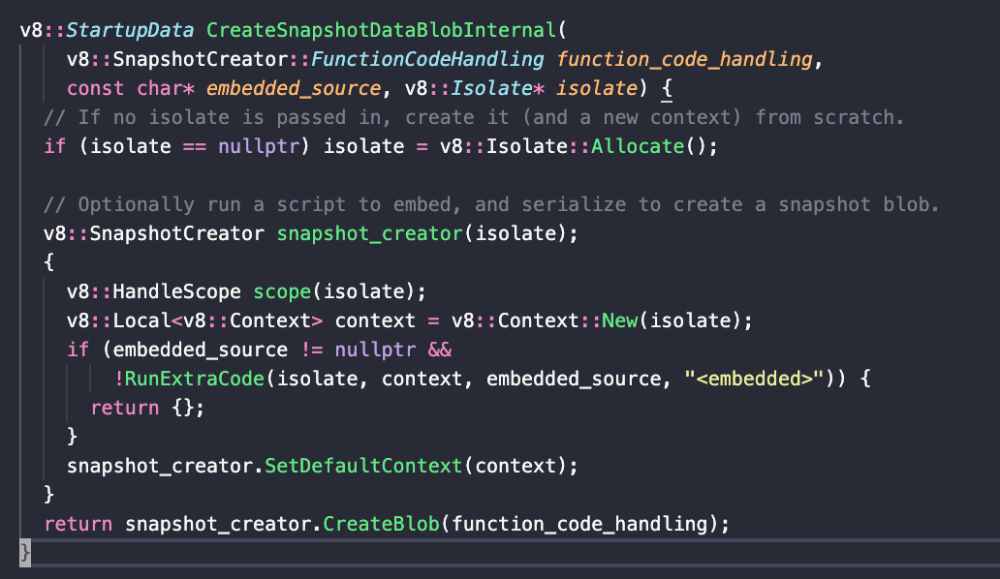 v8::StartupData CreateSnapshotDataBlobInternal(
    v8::SnapshotCreator::FunctionCodeHandling function_code_handling,
    const char* embedded_source, v8::Isolate* isolate) {
  // If no isolate is passed in, create it (and a new context) from scratch.
  if (isolate == nullptr) isolate = v8::Isolate::Allocate();

  // Optionally run a script to embed, and serialize to create a snapshot blob.
  v8::SnapshotCreator snapshot_creator(isolate);
  {
    v8::HandleScope scope(isolate);
    v8::Local<v8::Context> context = v8::Context::New(isolate);
    if (embedded_source != nullptr &&
        !RunExtraCode(isolate, context, embedded_source, "<embedded>")) {
      return {};
    }
    snapshot_creator.SetDefaultContext(context);
  }
  return snapshot_creator.CreateBlob(function_code_handling);
}